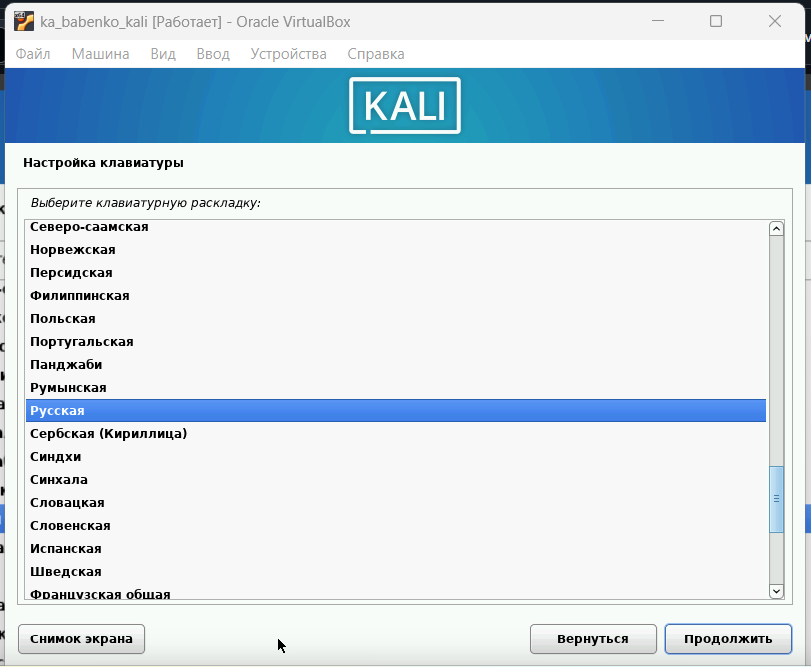 ka_babenko_kali [Работает] - Oracle VirtualBox
Файл Машина Вид Ввод Устройства Справка
KALI
Настройка клавиатуры
Выберите клавиатурную раскладку:
Северо-саамская
Норвежская
Персидская
Филиппинская
Польская
Португальская
Панджаби
Румынская
Русская
Сербская (Кириллица)
Синдхи
Синхала
Словацкая
Словенская
Испанская
Шведская
Французская общая
Снимок экрана Вернуться Продолжить